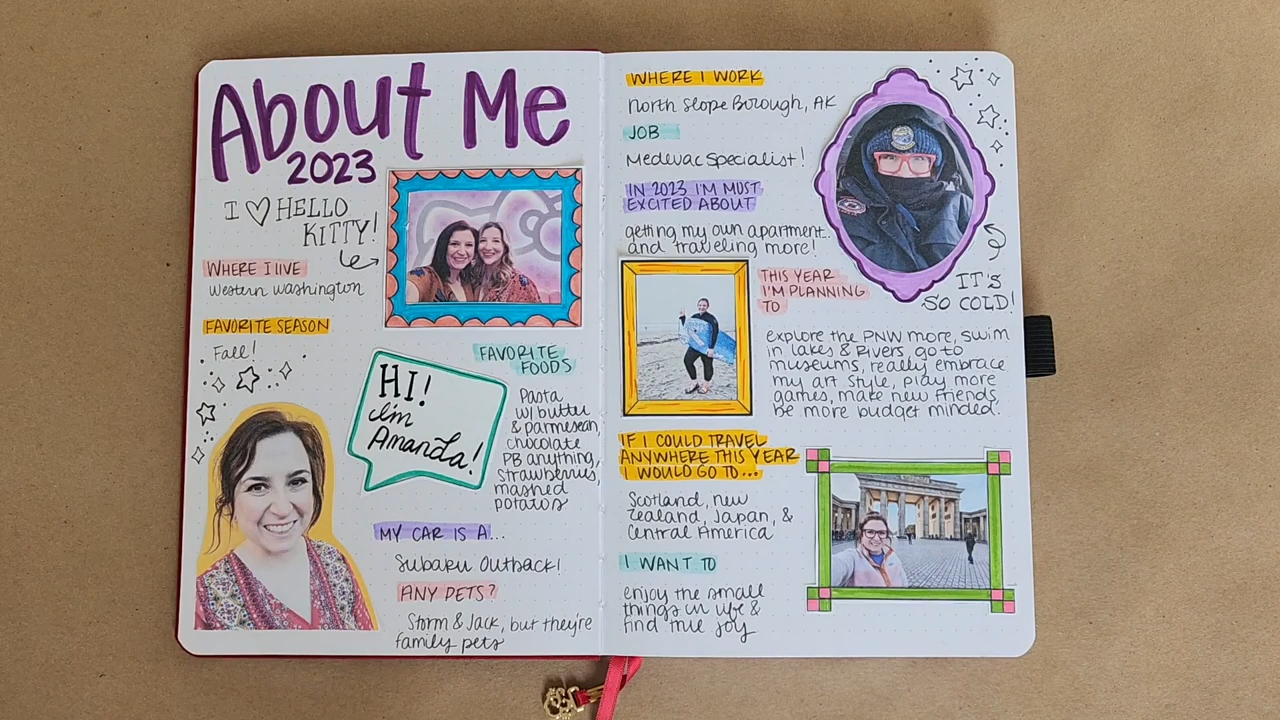 About Me
2023
I ♡ HELLO
KITTY!
WHERE I LIVE
Western Washington
FAVORITE SEASON
Fall!
HI!
I'm
Amanda!
FAVORITE
FOODS
Pasta
w/ butter
& parmesean,
chocolate
PB anything,
strawberries,
mashed
potatos
MY CAR IS A...
Subaru Outback!
ANY PETS?
Storm & Jack, but they're
family pets
WHERE I WORK
North Slope Borough, AK
JOB
Medevac Specialist!
IN 2023 I'M MUST
EXCITED ABOUT
getting my own apartment..
and traveling more!
IT'S
SO COLD!
THIS YEAR
I'M PLANNING
TO
explore the PNW more, swim
in lakes & Rivers, go to
museums, really embrace
my art style, play more
games, make new friends,
be more budget minded.
IF I COULD TRAVEL
ANYWHERE THIS YEAR
I WOULD GO TO...
Scotland, New
Zealand, Japan, &
Central America
I WANT TO
enjoy the small
things in life &
find true joy